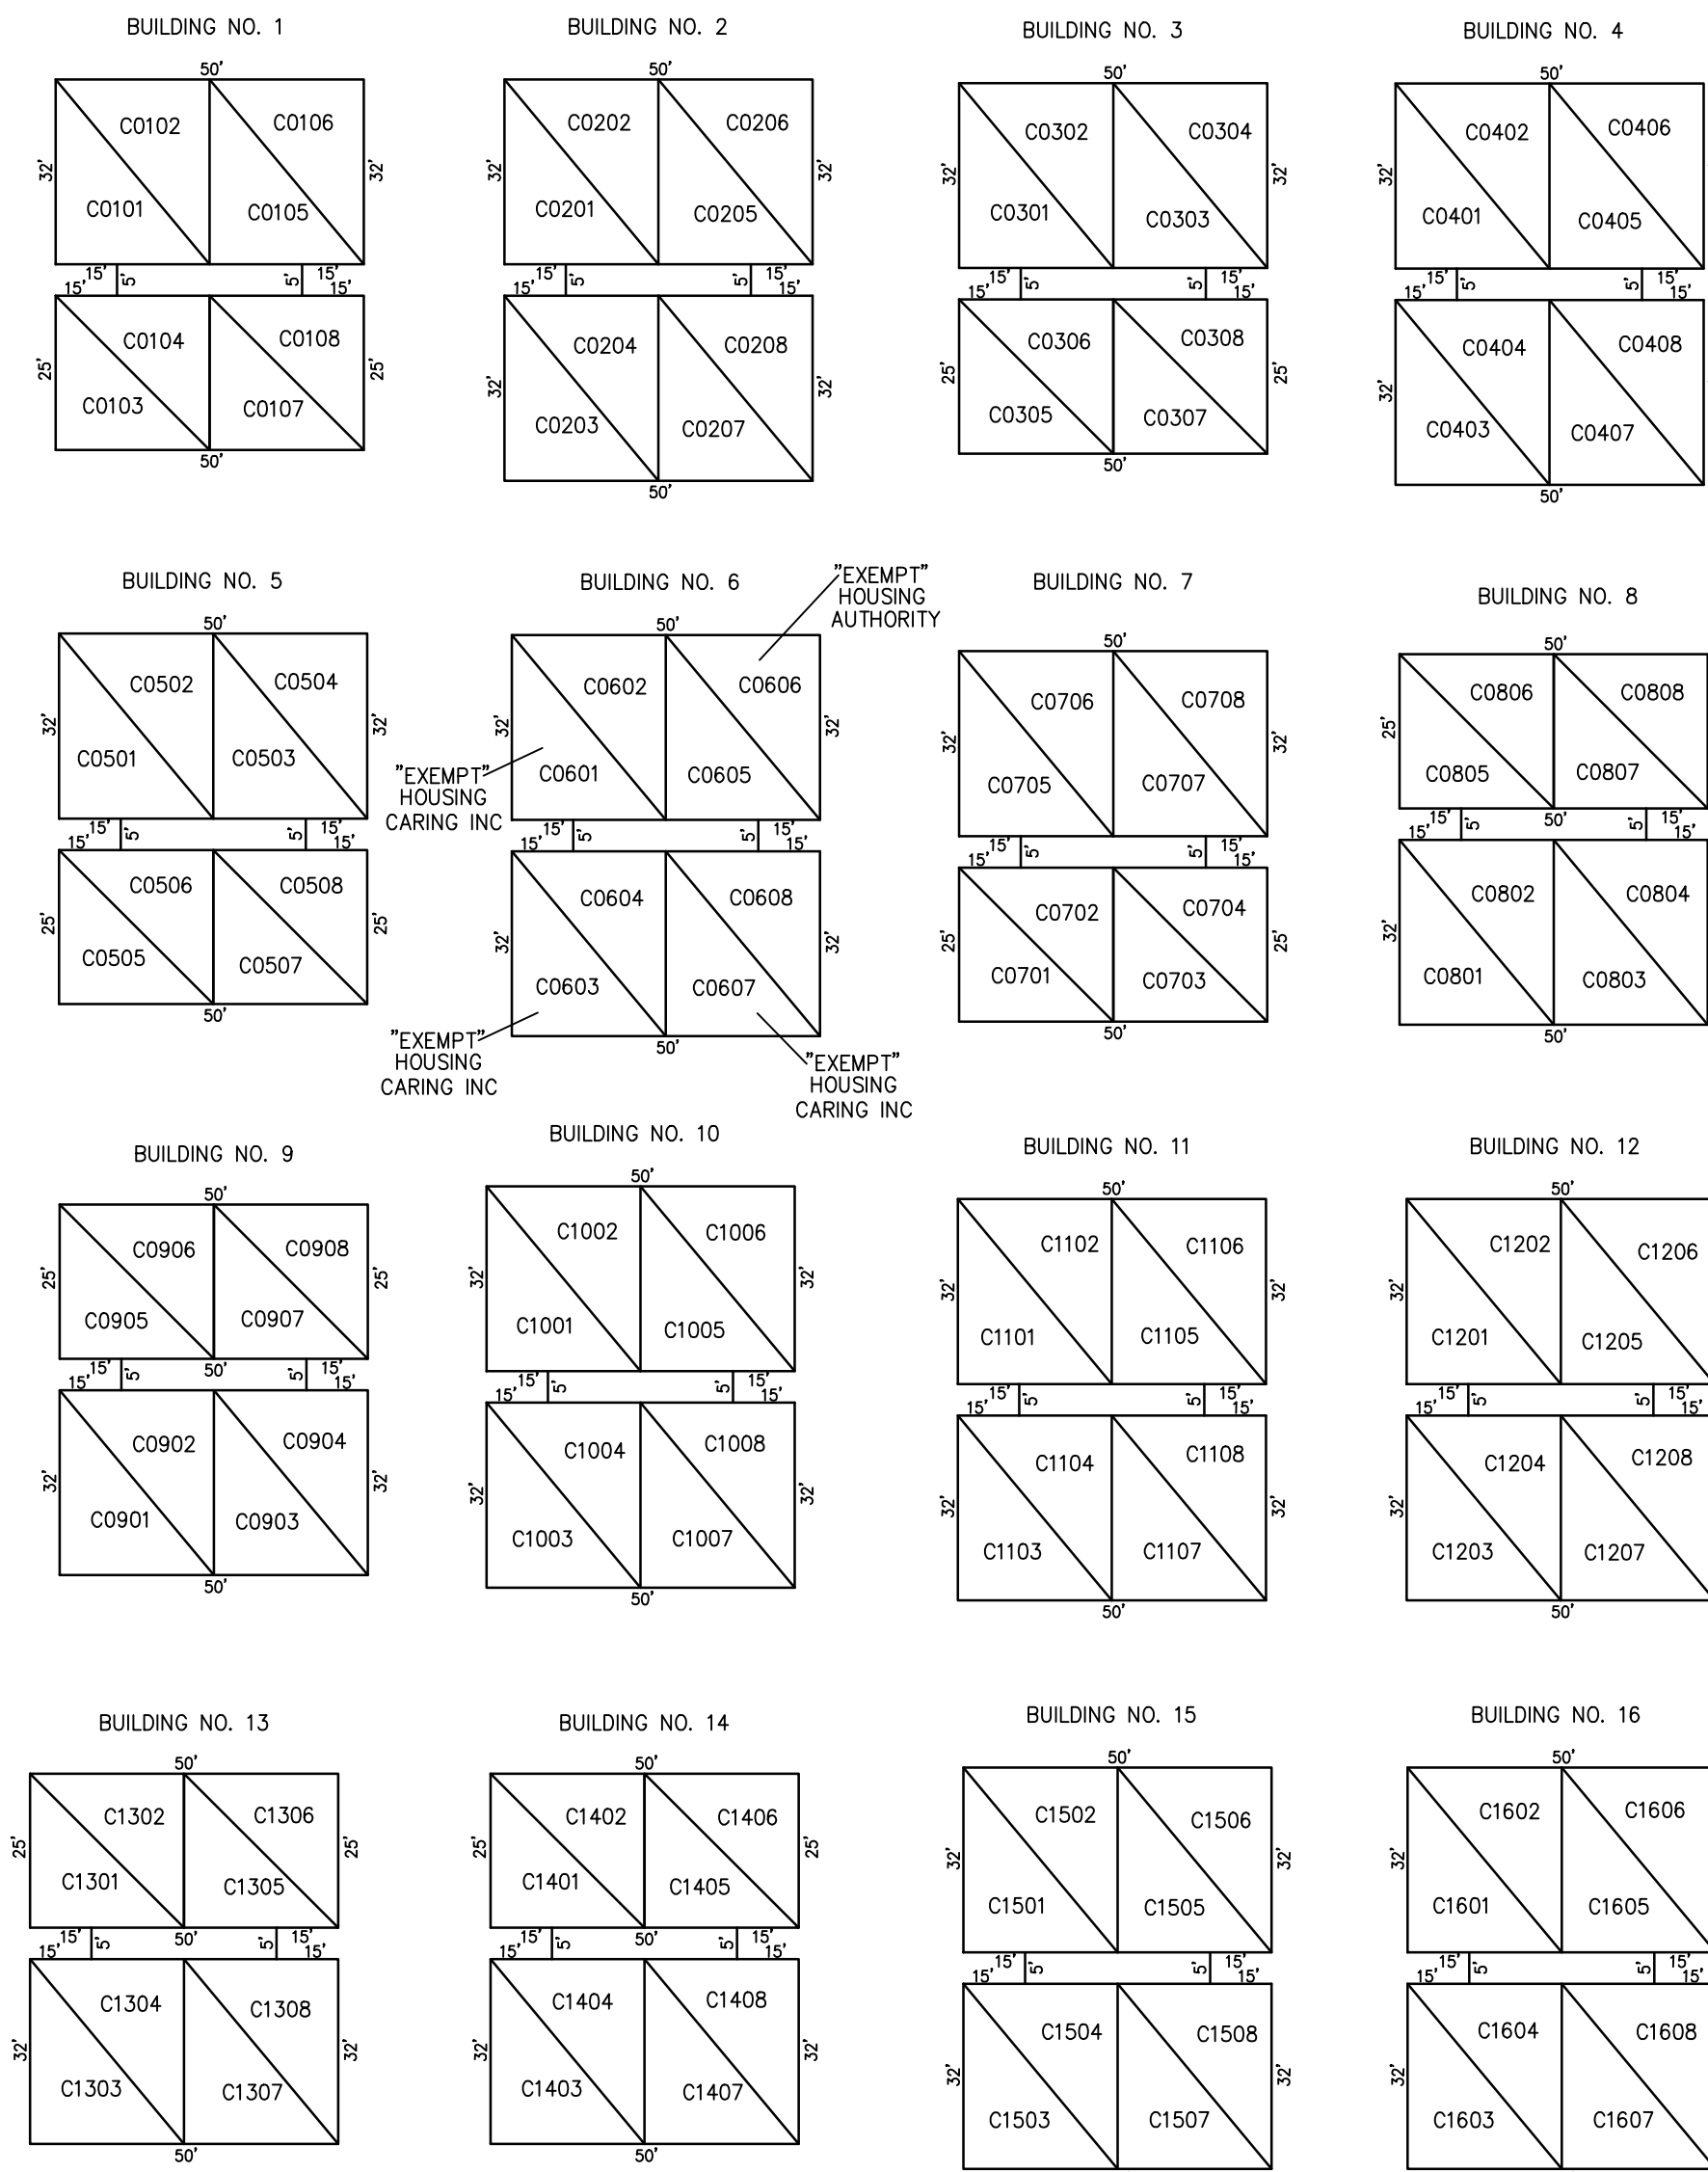 BUILDING NO. 1
50'
C0102
C0106
32'
32'
C0101
C0105
15'
5'
5'
15'
15'
15'
C0104
C0108
25'
25'
C0103
C0107
50'
BUILDING NO. 2
50'
C0202
C0206
32'
32'
C0201
C0205
15'
5'
5'
15'
15'
15'
C0204
C0208
32'
32'
C0203
C0207
50'
BUILDING NO. 3
50'
C0302
C0304
32'
32'
C0301
C0303
15'
5'
5'
15'
15'
15'
C0306
C0308
25'
25'
C0305
C0307
50'
BUILDING NO. 4
50'
C0402
C0406
32'
C0401
C0405
15'
5'
5'
15'
15'
15'
C0404
C0408
32'
C0403
C0407
50'
BUILDING NO. 5
50'
C0502
C0504
32'
32'
C0501
C0503
15'
5'
5'
15'
15'
15'
C0506
C0508
25'
25'
C0505
C0507
50'
BUILDING NO. 6
"EXEMPT"
HOUSING
AUTHORITY
50'
C0602
C0606
32'
32'
"EXEMPT"
HOUSING
CARING INC
C0601
C0605
15'
5'
5'
15'
15'
15'
C0604
C0608
32'
32'
C0603
C0607
"EXEMPT"
HOUSING
CARING INC
50'
"EXEMPT"
HOUSING
CARING INC
BUILDING NO. 7
50'
C0706
C0708
32'
32'
C0705
C0707
15'
5'
5'
15'
15'
15'
C0702
C0704
25'
25'
C0701
C0703
50'
BUILDING NO. 8
50'
C0806
C0808
25'
C0805
C0807
15'
5'
50'
5'
15'
15'
15'
C0802
C0804
32'
C0801
C0803
50'
BUILDING NO. 9
50'
C0906
C0908
25'
25'
C0905
C0907
15'
5'
50'
5'
15'
15'
15'
C0902
C0904
32'
32'
C0901
C0903
50'
BUILDING NO. 10
50'
C1002
C1006
32'
32'
C1001
C1005
15'
5'
5'
15'
15'
15'
C1004
C1008
32'
32'
C1003
C1007
50'
BUILDING NO. 11
50'
C1102
C1106
32'
32'
C1101
C1105
15'
5'
5'
15'
15'
15'
C1104
C1108
32'
32'
C1103
C1107
50'
BUILDING NO. 12
50'
C1202
C1206
32'
C1201
C1205
15'
5'
5'
15'
15'
15'
C1204
C1208
32'
C1203
C1207
50'
BUILDING NO. 13
50'
C1302
C1306
25'
25'
C1301
C1305
15'
5'
50'
5'
15'
15'
15'
C1304
C1308
32'
32'
C1303
C1307
50'
BUILDING NO. 14
50'
C1402
C1406
25'
25'
C1401
C1405
15'
5'
50'
5'
15'
15'
15'
C1404
C1408
32'
32'
C1403
C1407
50'
BUILDING NO. 15
50'
C1502
C1506
32'
32'
C1501
C1505
15'
5'
5'
15'
15'
15'
C1504
C1508
32'
32'
C1503
C1507
BUILDING NO. 16
50'
C1602
C1606
32'
C1601
C1605
15'
5'
5'
15'
15'
15'
C1604
C1608
32'
C1603
C1607